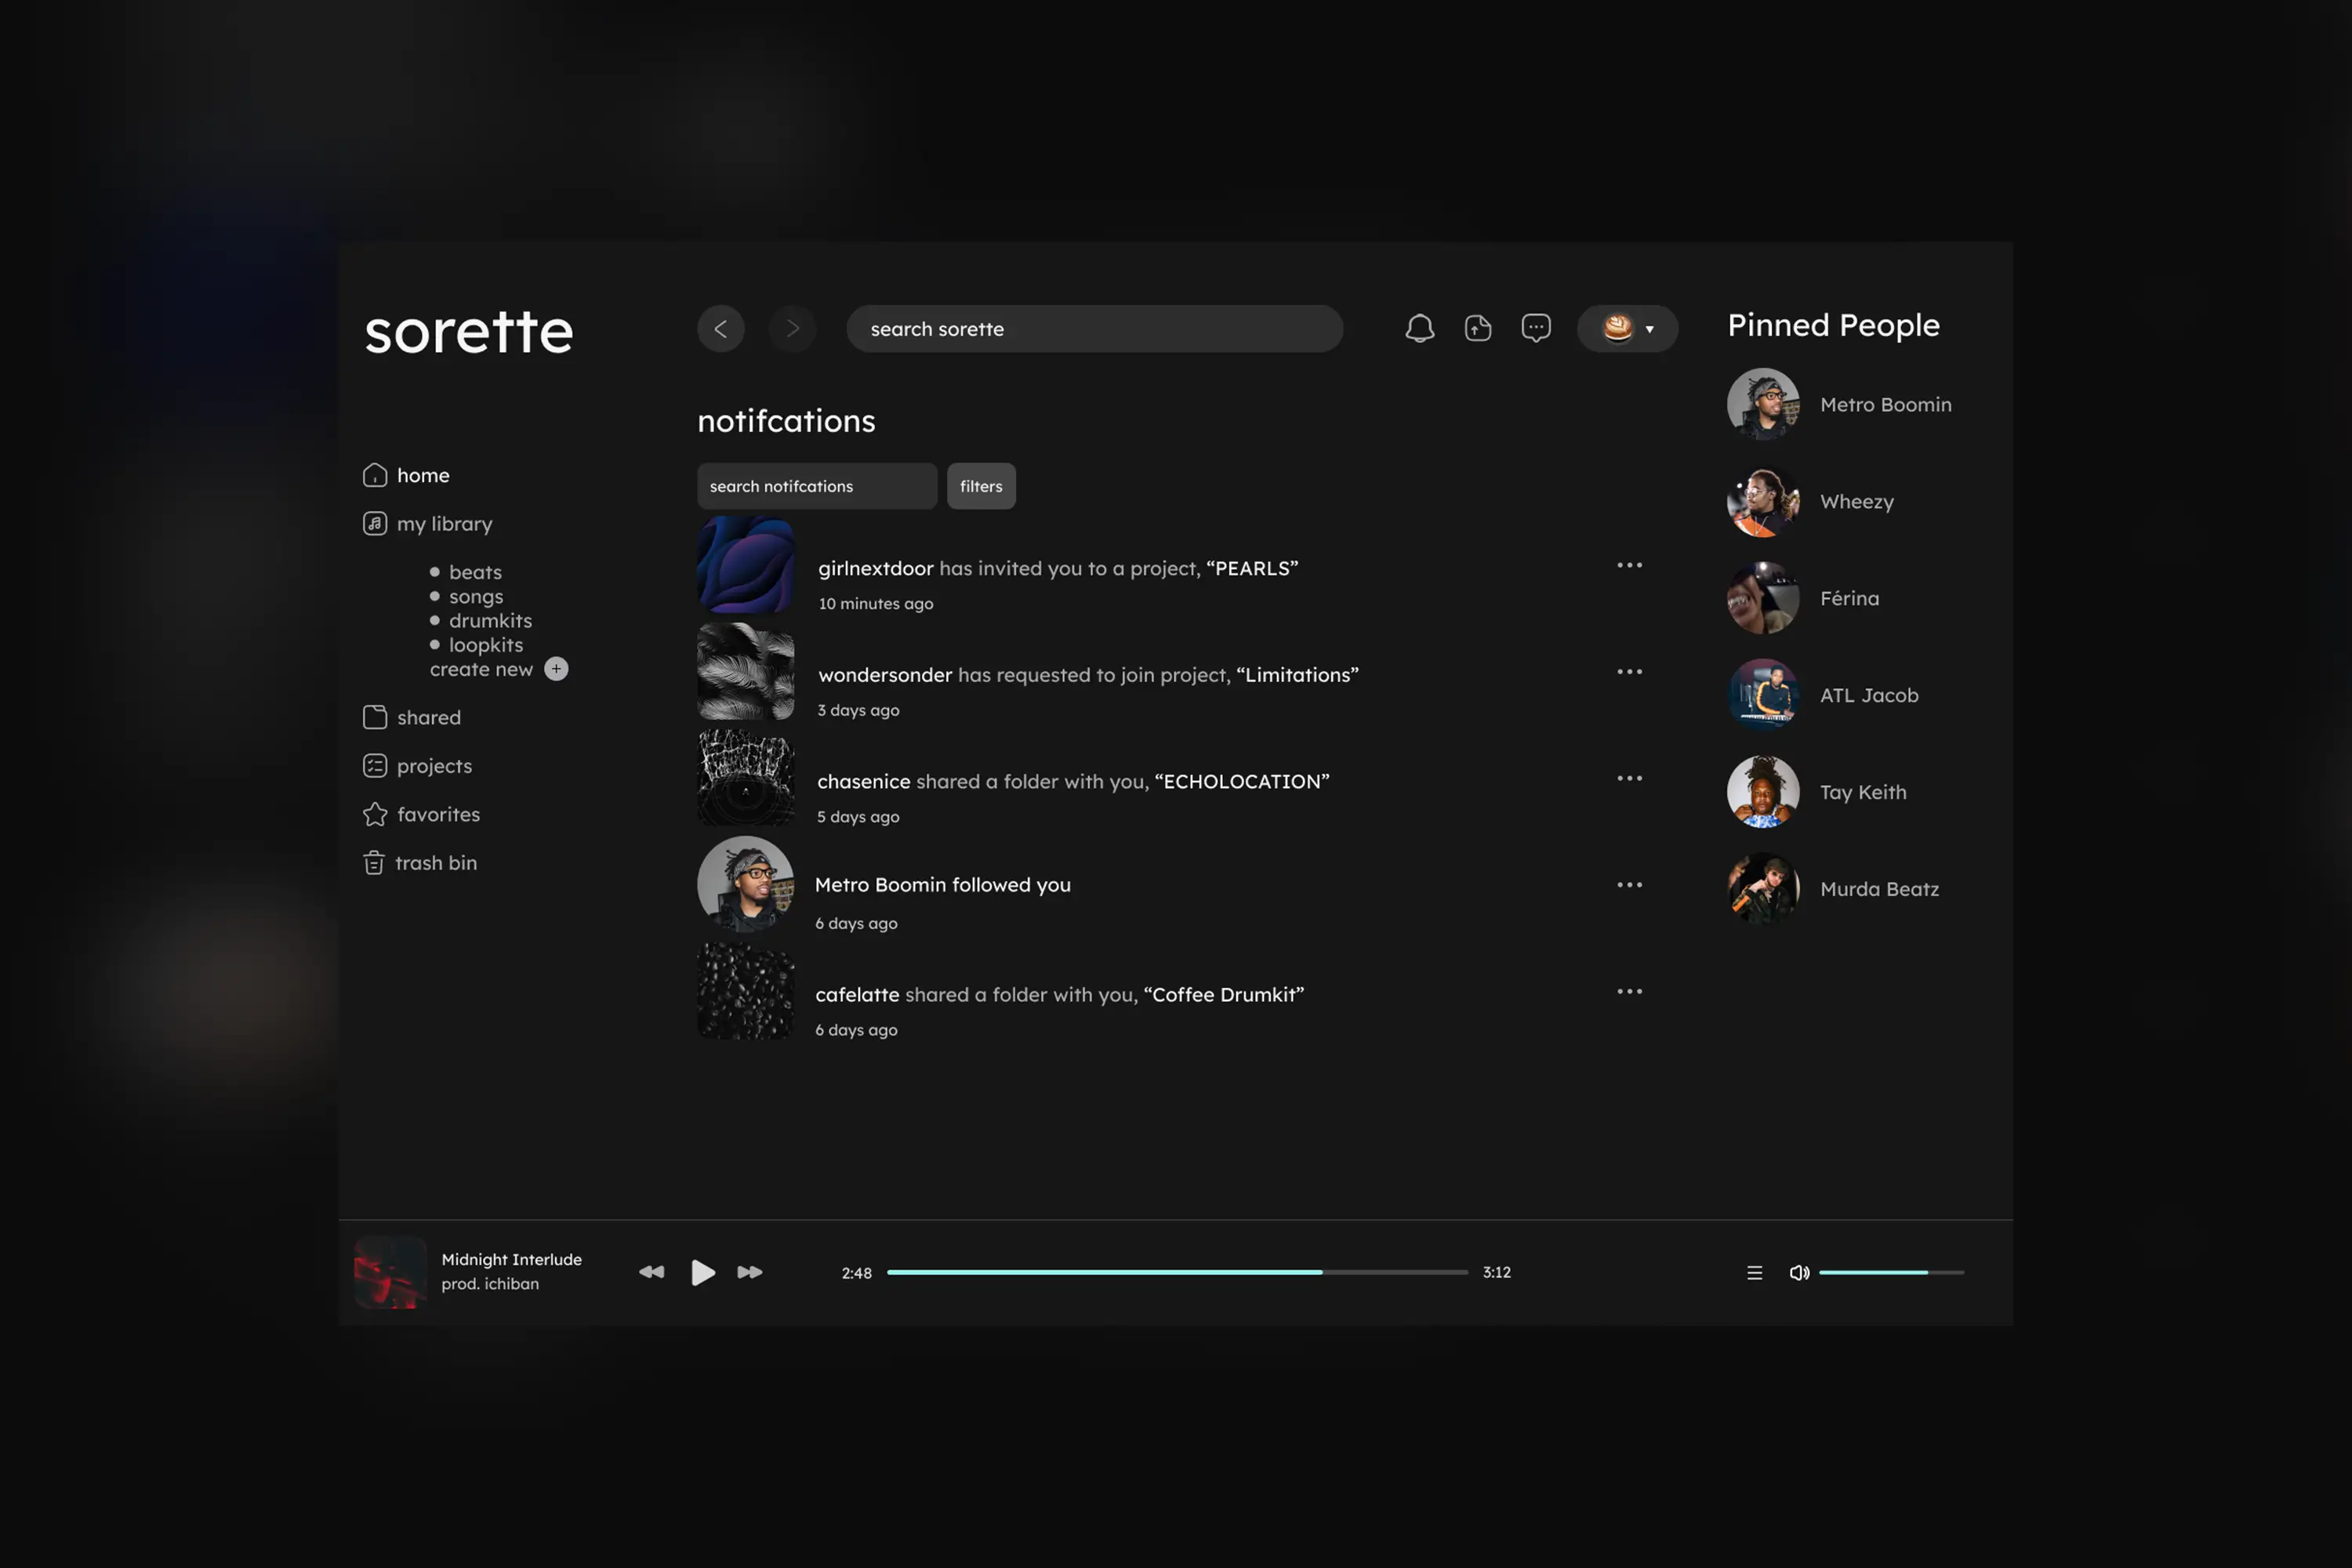 sorette
search sorette
Pinned People
notifcations
search notifcations
filters
home
my library
beats
songs
drumkits
loopkits
create new
shared
projects
favorites
trash bin
girlnextdoor has invited you to a project, “PEARLS”
10 minutes ago
wondersonder has requested to join project, “Limitations”
3 days ago
chasenice shared a folder with you, “ECHOLOCATION”
5 days ago
Metro Boomin followed you
6 days ago
cafelatte shared a folder with you, “Coffee Drumkit”
6 days ago
Metro Boomin
Wheezy
Férina
ATL Jacob
Tay Keith
Murda Beatz
Midnight Interlude
prod. ichiban
2:48
3:12